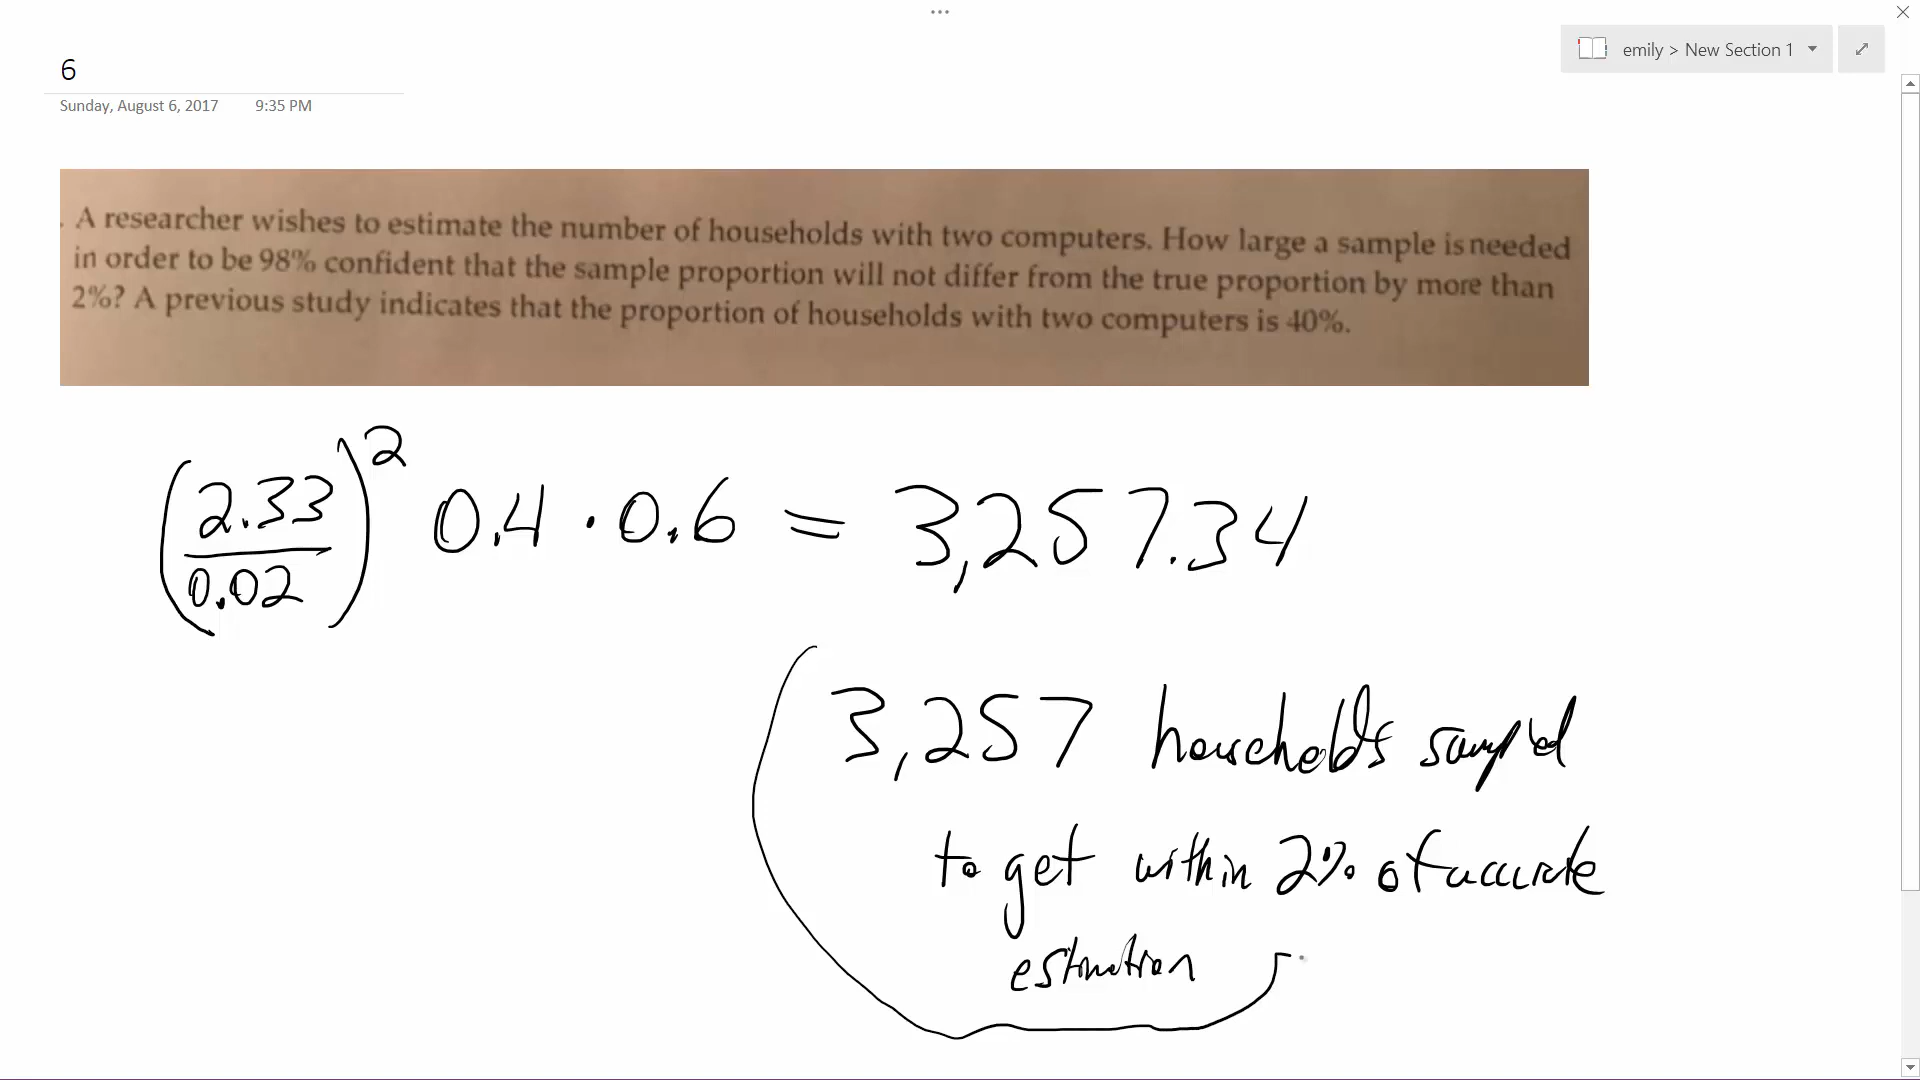 emily > New Section 1
6
Sunday, August 6, 2017 9:35 PM
. A researcher wishes to estimate the number of households with two computers. How large a sample is needed
in order to be 98% confident that the sample proportion will not differ from the true proportion by more than
2%? A previous study indicates that the proportion of households with two computers is 40%.
(2.33/0.02)² 0.4 · 0.6 = 3,257.34
3,257 households sampled
to get within 2% of accurate
estimation